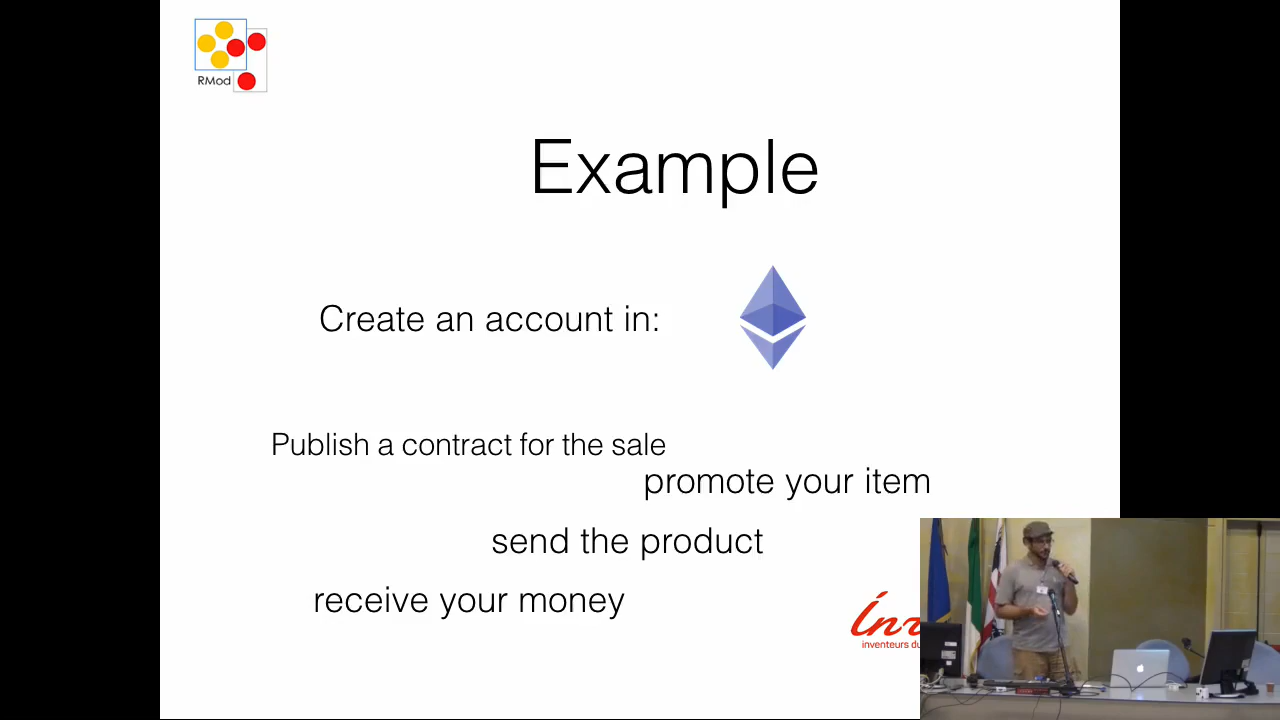 RMod
Example
Create an account in:
Publish a contract for the sale
promote your item
send the product
receive your money
inventeurs du